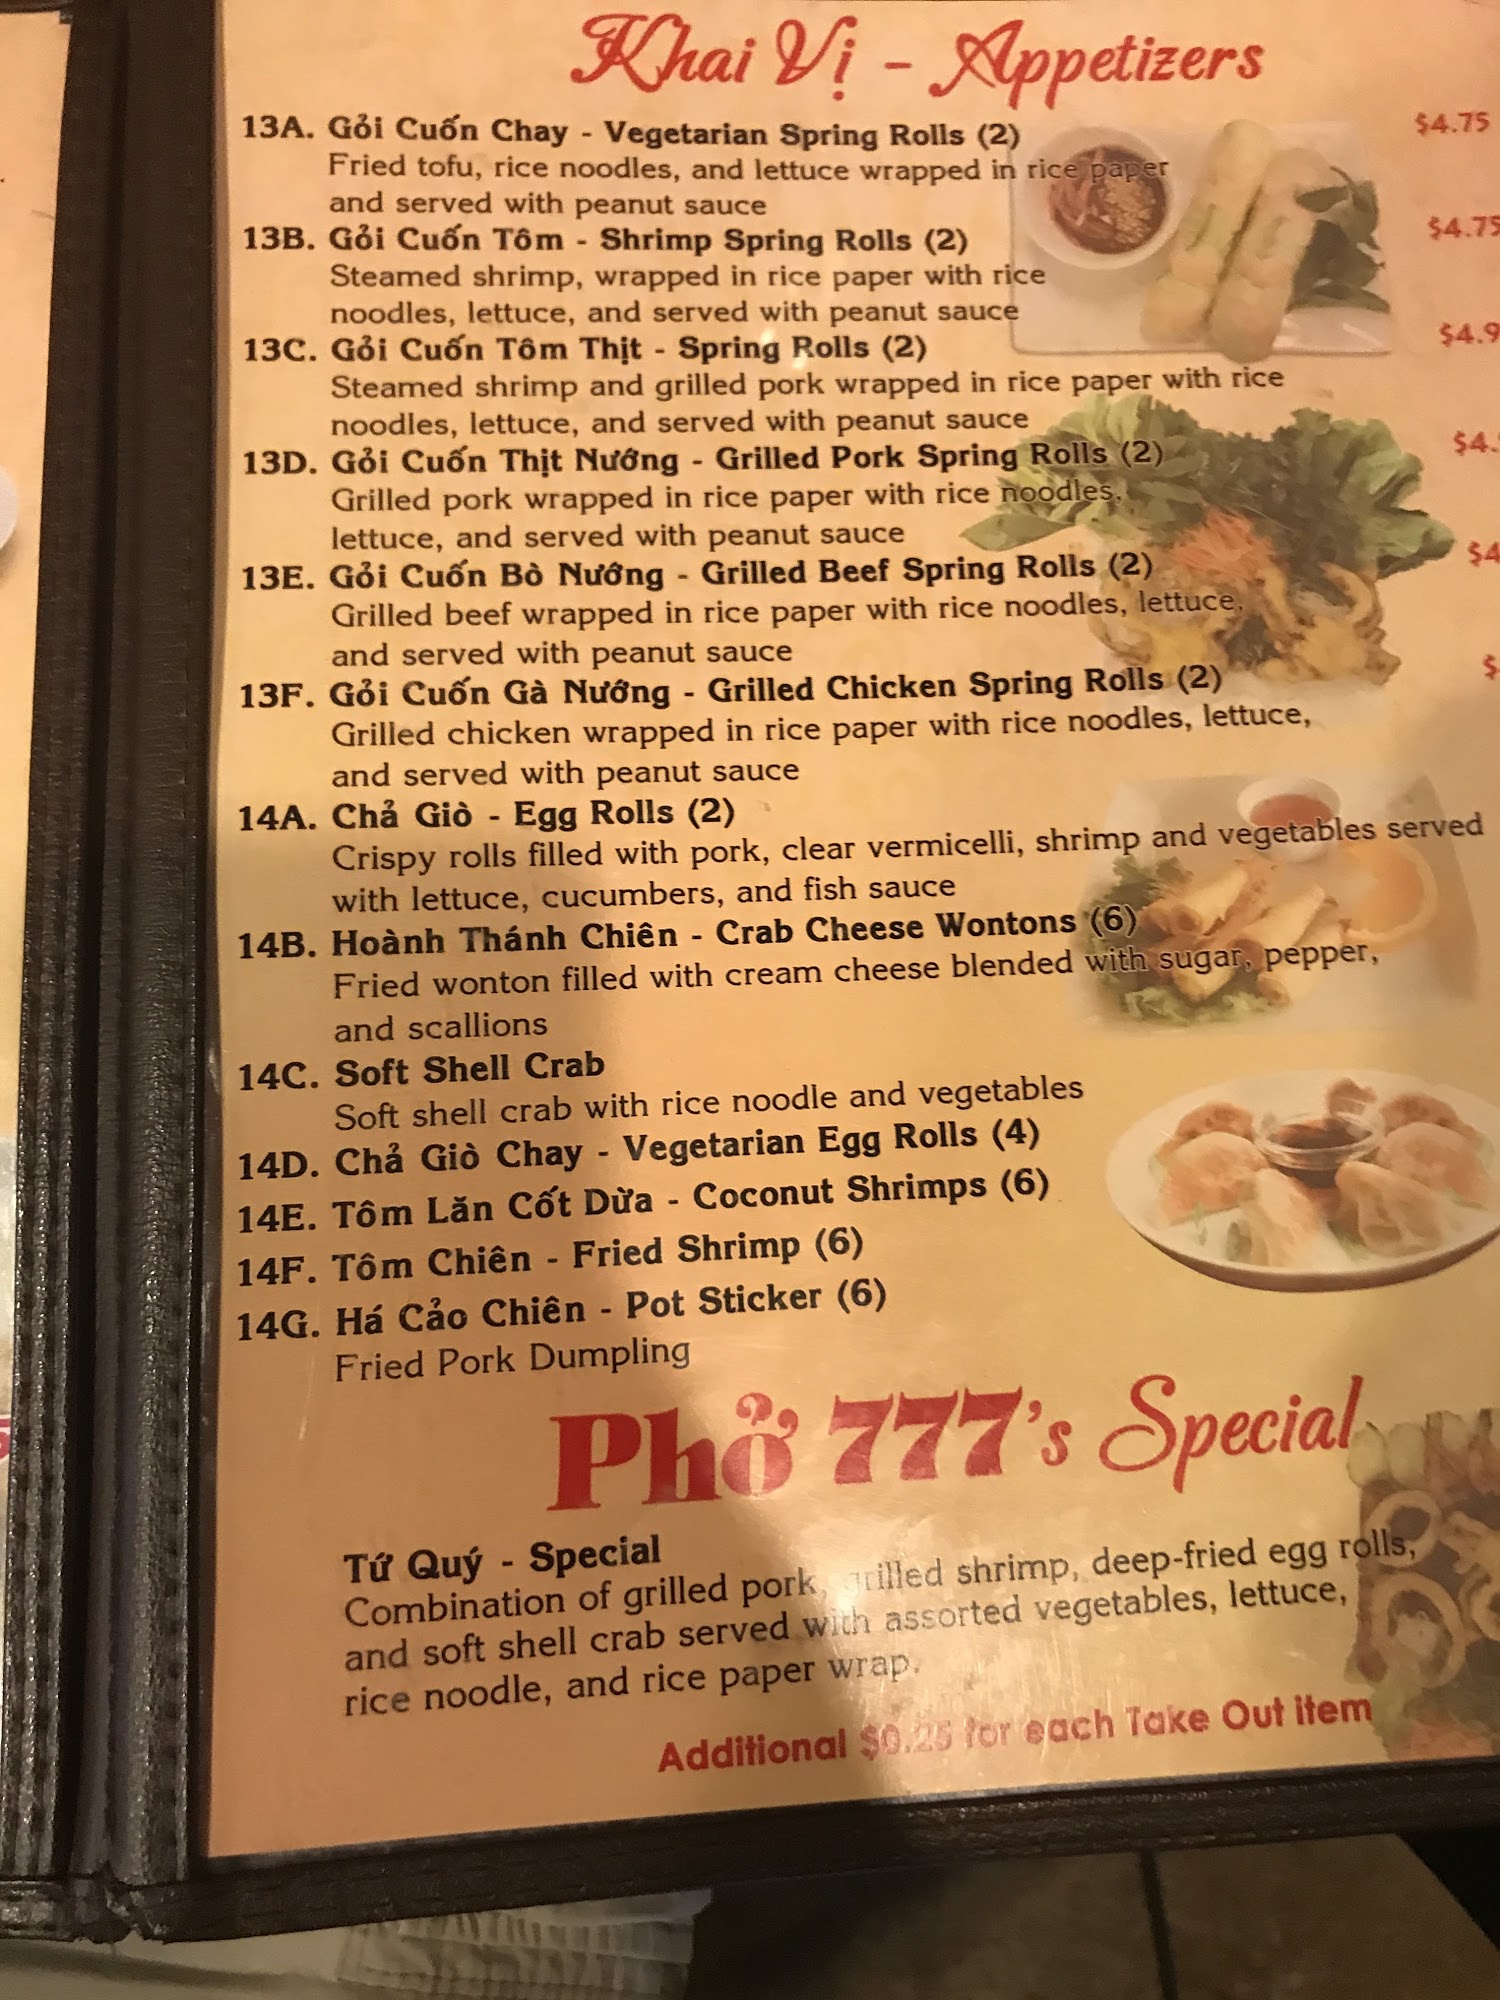 Khai Vị - Appetizers
13A. Gỏi Cuốn Chay - Vegetarian Spring Rolls (2) $4.75
Fried tofu, rice noodles, and lettuce wrapped in rice paper
and served with peanut sauce
13B. Gỏi Cuốn Tôm - Shrimp Spring Rolls (2) $4.75
Steamed shrimp, wrapped in rice paper with rice
noodles, lettuce, and served with peanut sauce
13C. Gỏi Cuốn Tôm Thịt - Spring Rolls (2) $4.9
Steamed shrimp and grilled pork wrapped in rice paper with rice
noodles, lettuce, and served with peanut sauce
13D. Gỏi Cuốn Thịt Nướng - Grilled Pork Spring Rolls (2) $4.
Grilled pork wrapped in rice paper with rice noodles,
lettuce, and served with peanut sauce
13E. Gỏi Cuốn Bò Nướng - Grilled Beef Spring Rolls (2) $4
Grilled beef wrapped in rice paper with rice noodles, lettuce,
and served with peanut sauce
13F. Gỏi Cuốn Gà Nướng - Grilled Chicken Spring Rolls (2) $
Grilled chicken wrapped in rice paper with rice noodles, lettuce,
and served with peanut sauce
14A. Chả Giò - Egg Rolls (2)
Crispy rolls filled with pork, clear vermicelli, shrimp and vegetables served
with lettuce, cucumbers, and fish sauce
14B. Hoành Thánh Chiên - Crab Cheese Wontons (6)
Fried wonton filled with cream cheese blended with sugar, pepper,
and scallions
14C. Soft Shell Crab
Soft shell crab with rice noodle and vegetables
14D. Chả Giò Chay - Vegetarian Egg Rolls (4)
14E. Tôm Lăn Cốt Dừa - Coconut Shrimps (6)
14F. Tôm Chiên - Fried Shrimp (6)
14G. Há Cảo Chiên - Pot Sticker (6)
Fried Pork Dumpling
Phở 777's Special
Tứ Quý - Special
Combination of grilled pork, grilled shrimp, deep-fried egg rolls,
and soft shell crab served with assorted vegetables, lettuce,
rice noodle, and rice paper wrap.
Additional $0.25 for each Take Out item